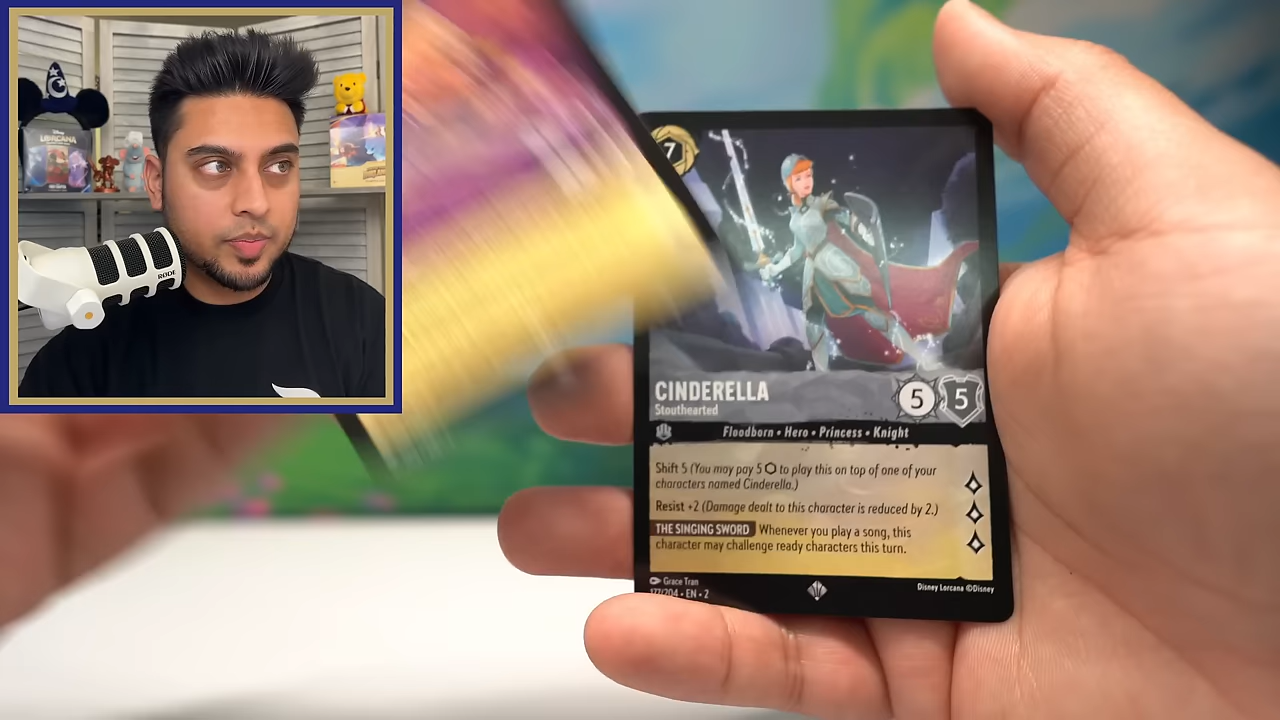 LORCANA
RØDE
7
CINDERELLA
Stouthearted
5 5
Floodborn • Hero • Princess • Knight
Shift 5 (You may pay 5 ⬡ to play this on top of one of your
characters named Cinderella.)
Resist +2 (Damage dealt to this character is reduced by 2.)
THE SINGING SWORD Whenever you play a song, this
character may challenge ready characters this turn.
Grace Tran
177/204 • EN • 2
Disney Lorcana ©Disney